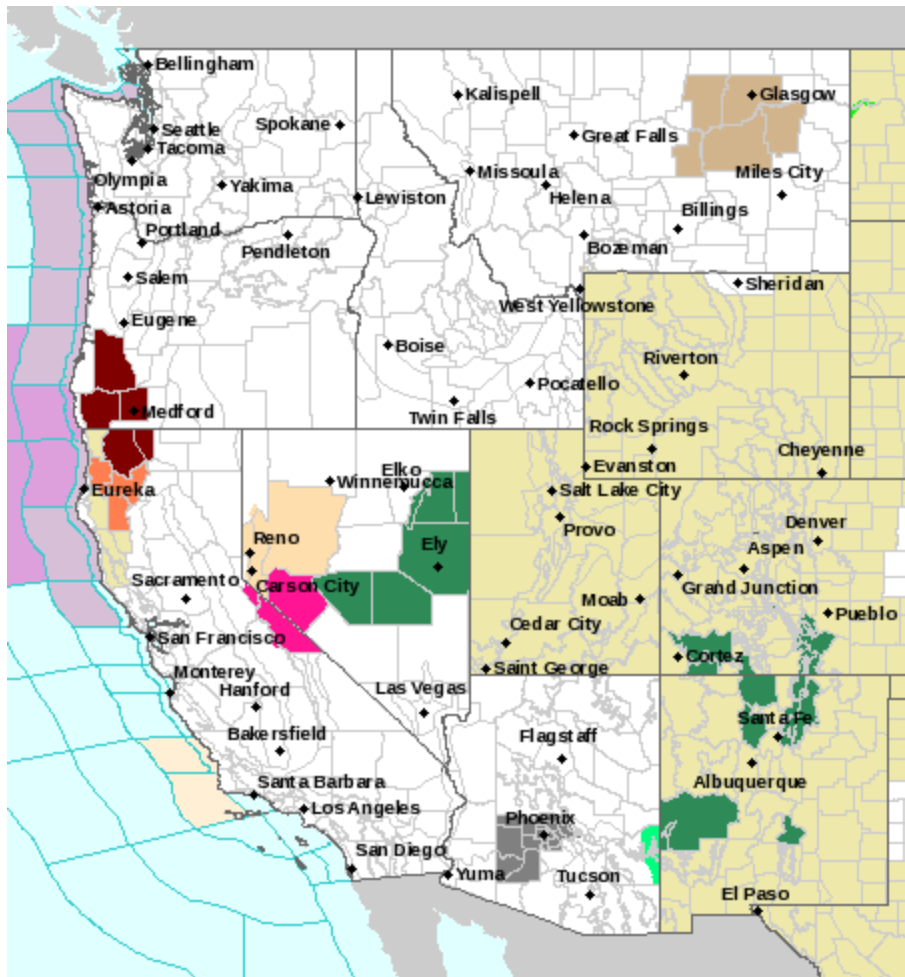 Bellingham
Kalispell
Glasgow
Seattle
Spokane
Great Falls
Tacoma
Olympia
Yakima
Missoula
Miles City
Lewiston
Helena
Astoria
Billings
Portland
Pendleton
Bozeman
Salem
Sheridan
West Yellowstone
Eugene
Boise
Riverton
Pocatello
Medford
Twin Falls
Rock Springs
Cheyenne
Elko
Evanston
Winnemucca
Eureka
Salt Lake City
Provo
Denver
Reno
Ely
Aspen
Sacramento
Carson City
Grand Junction
Moab
Pueblo
Cedar City
San Francisco
Cortez
Saint George
Monterey
Hanford
Las Vegas
Santa Fe
Bakersfield
Flagstaff
Albuquerque
Santa Barbara
Los Angeles
Phoenix
San Diego
Yuma
Tucson
El Paso